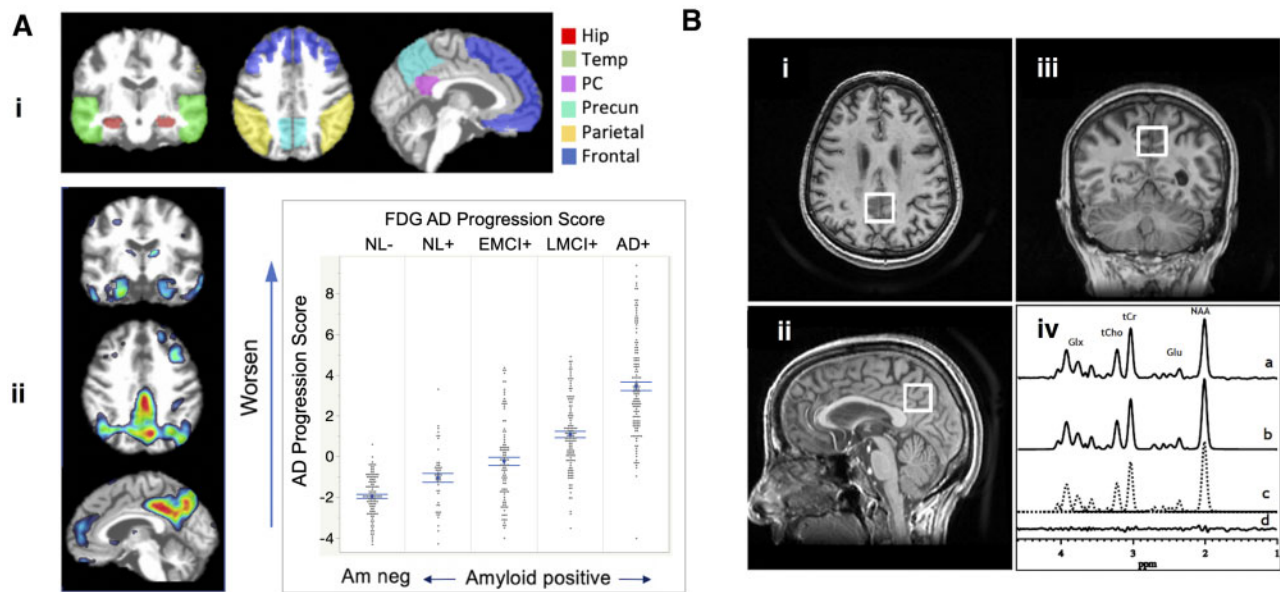 A
i
Hip
Temp
PC
Precun
Parietal
Frontal
ii
FDG AD Progression Score
NL- NL+ EMCI+ LMCI+ AD+
Worsen
AD Progression Score
8
6
4
2
0
-2
-4
Am neg Amyloid positive
B
i
iii
ii
iv
Glx tCho tCr Glu NAA
a
b
c
d
4 3 2 1
ppm